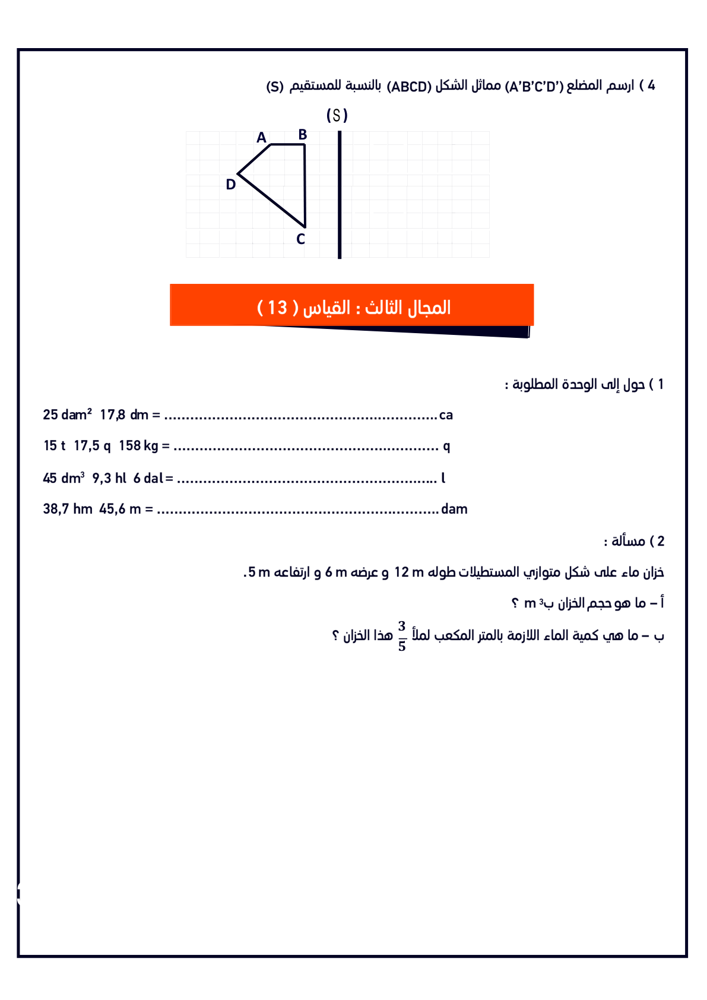 4 ) ارسم المضلع (A’B’C’D’) مماثل الشكل (ABCD) بالنسبة للمستقيم (S)
(S)
A
B
D
C
المجال الثالث : القياس ( 13 )
1 ) حول إلى الوحدة المطلوبة :
25 dam² 17,8 dm = ……………………………………………………….. ca
15 t 17,5 q 158 kg = ……………………………………………………. q
45 dm³ 9,3 hl 6 dal = ………………………………………………….. l
38,7 hm 45,6 m = ……………………………………………………….. dam
2 ) مسألة :
خزان ماء على شكل متوازي المستطيلات طوله 12 m و عرضه 6 m و ارتفاعه 5 m.
أ – ما هو حجم الخزان ب m³ ؟
ب – ما هي كمية الماء اللازمة بالمتر المكعب لملأ 3/5 هذا الخزان ؟